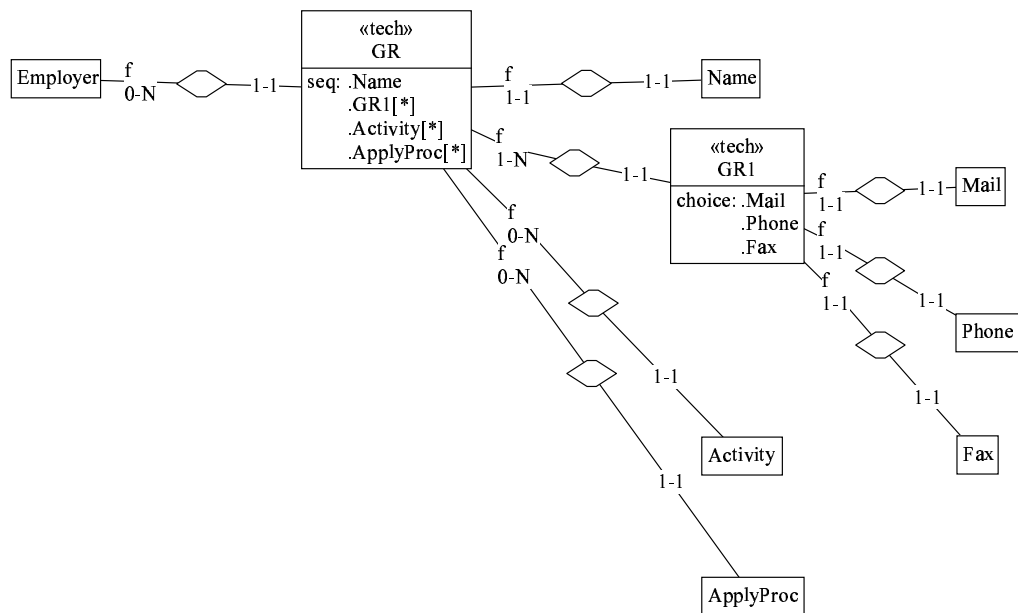 «tech»
GR
seq: .Name
.GR1[*]
.Activity[*]
.ApplyProc[*]
Employer
f
0-N
1-1
f
1-1
1-1
Name
f
1-N
1-1
«tech»
GR1
choice: .Mail
.Phone
.Fax
f
1-1
1-1
Mail
f
1-1
1-1
Phone
f
1-1
1-1
Fax
f
0-N
1-1
Activity
f
0-N
1-1
ApplyProc